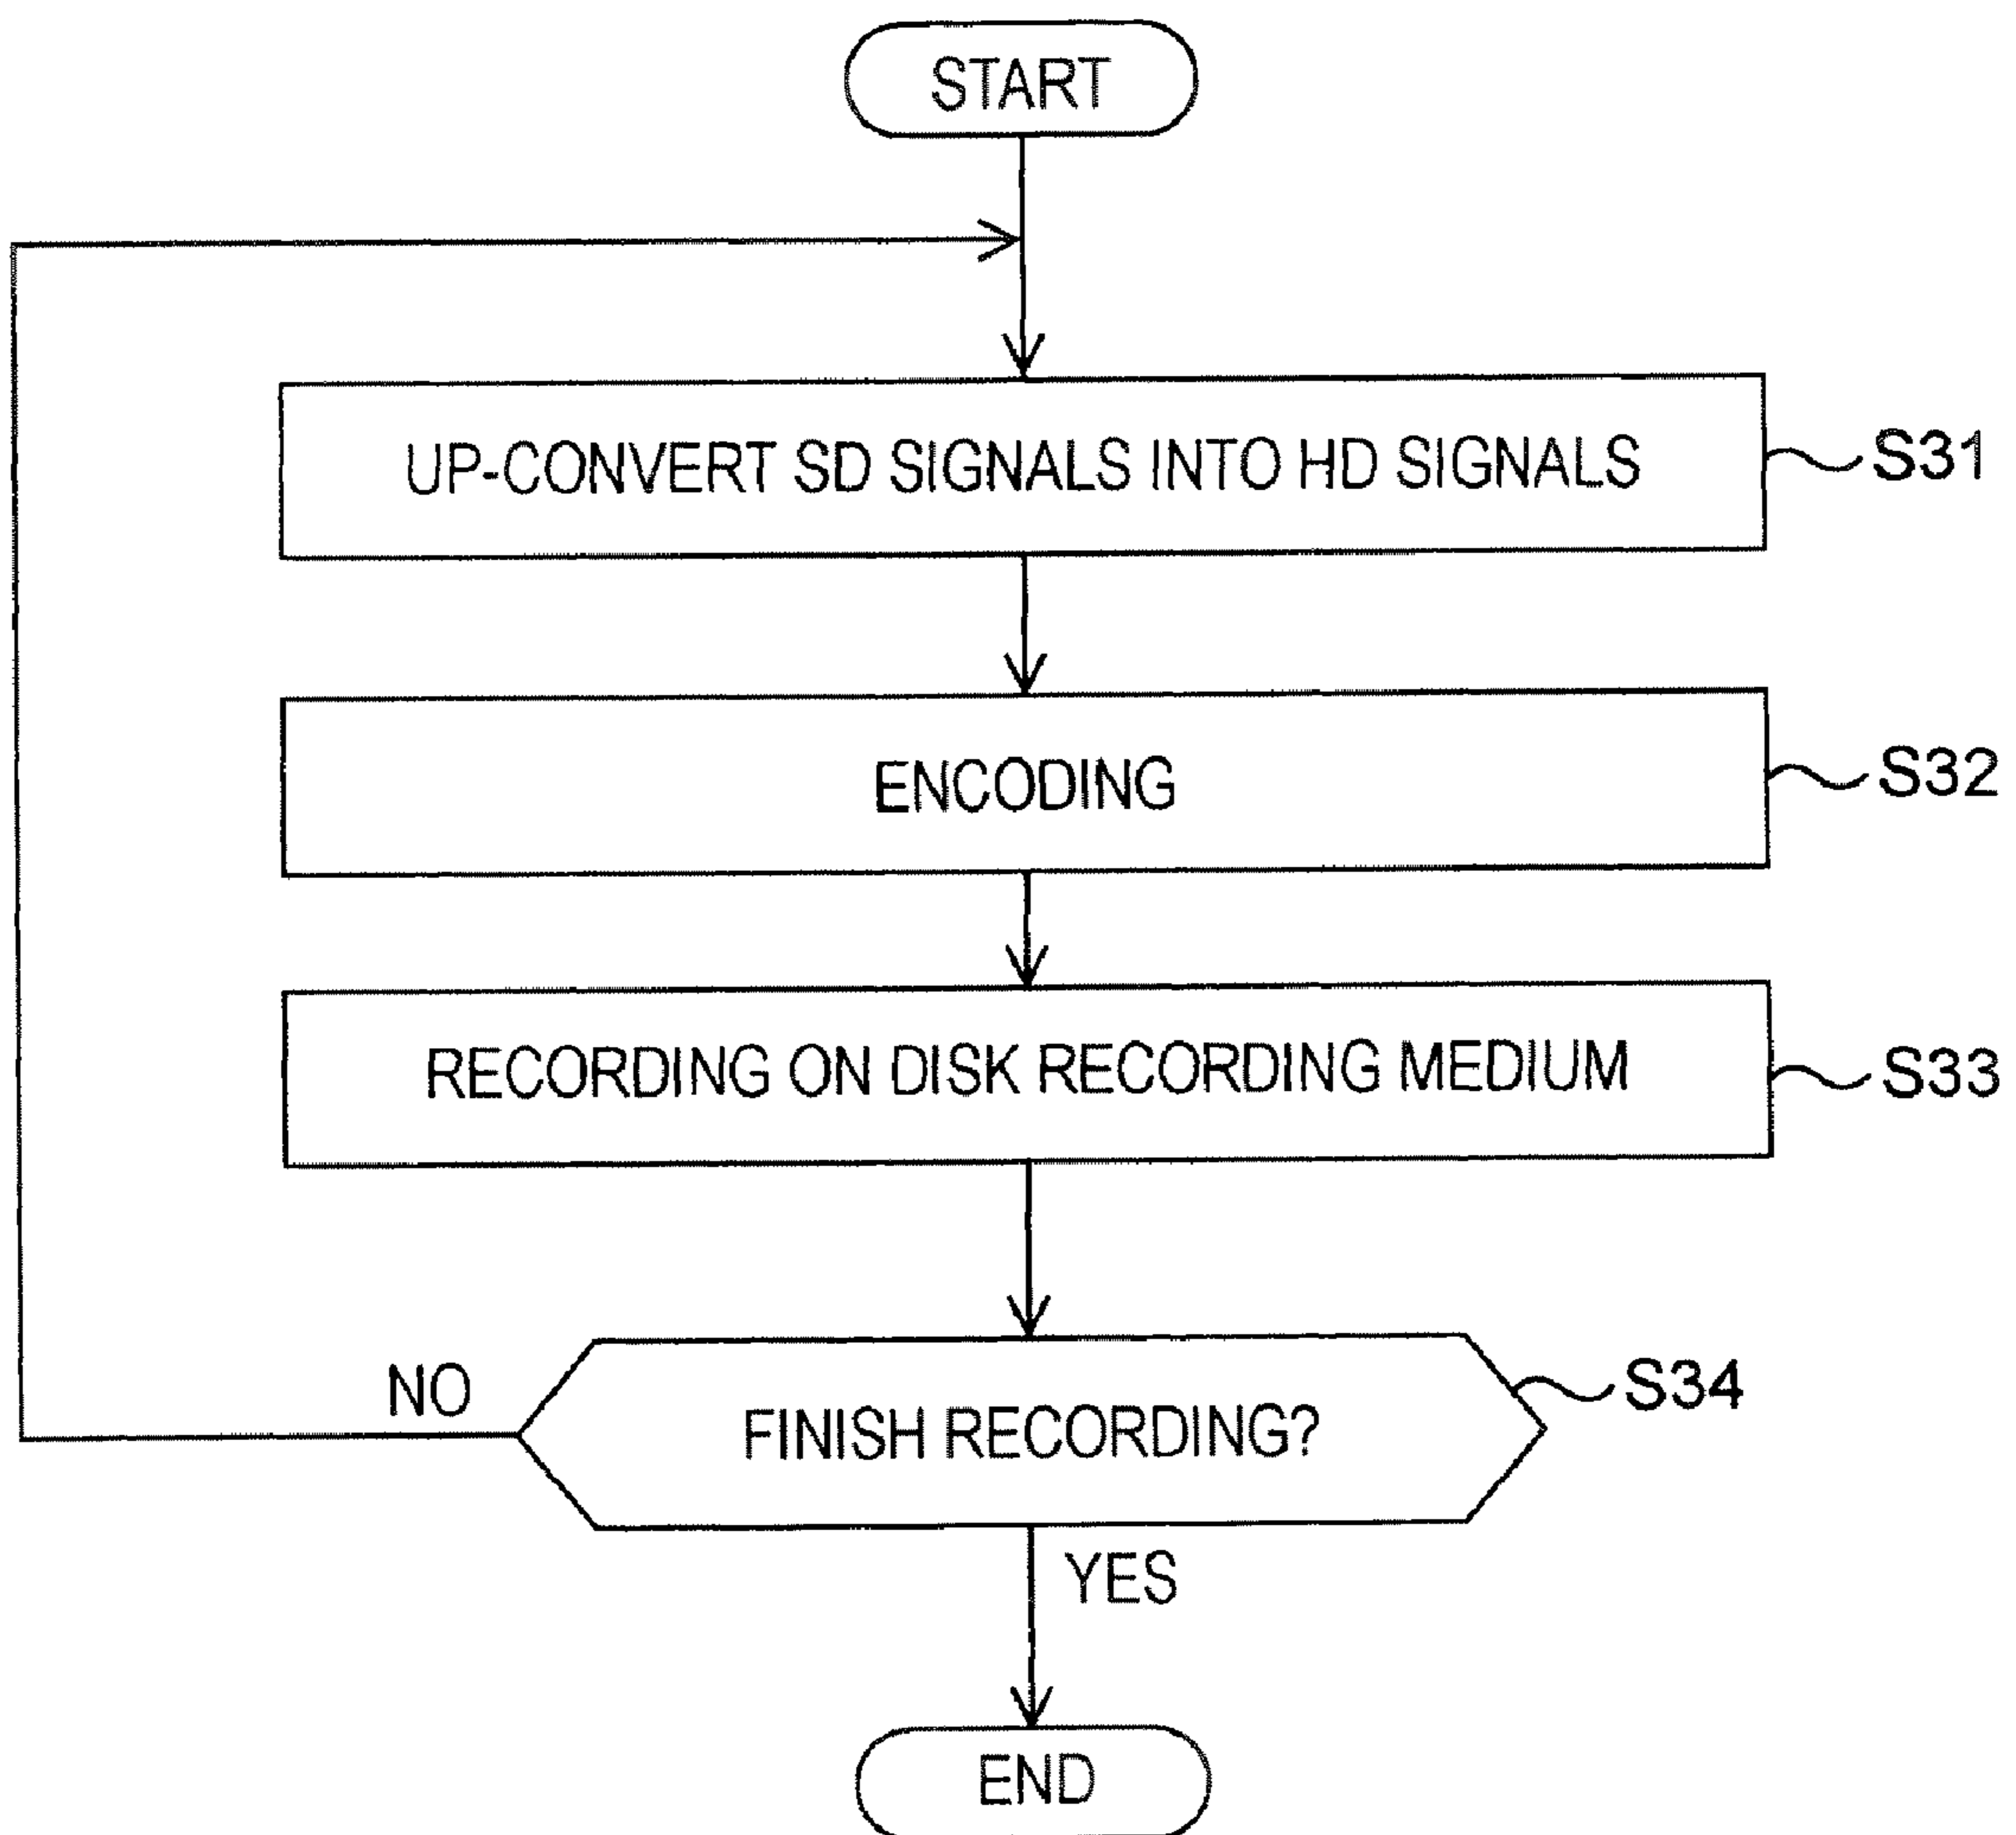 START
UP-CONVERT SD SIGNALS INTO HD SIGNALS
S31
ENCODING
S32
RECORDING ON DISK RECORDING MEDIUM
S33
NO
FINISH RECORDING?
S34
YES
END